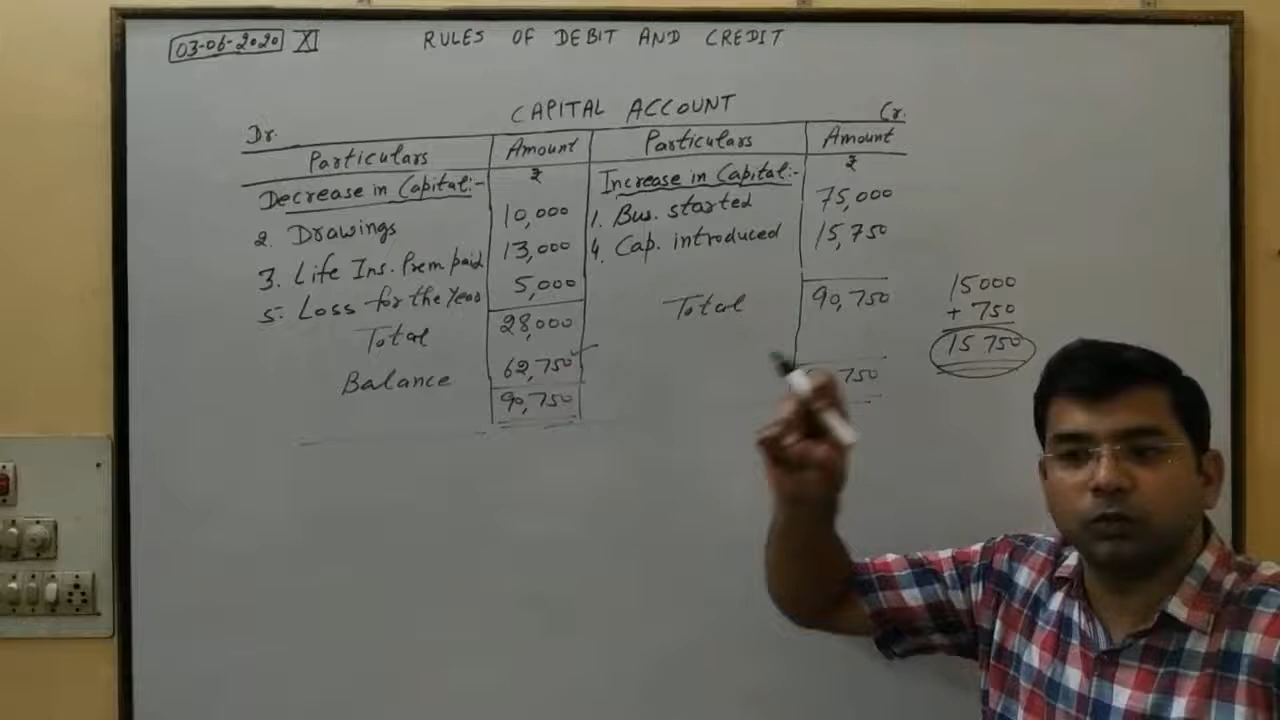 03-06-2020 XI RULES OF DEBIT AND CREDIT
CAPITAL ACCOUNT
Dr. Cr.
Particulars Amount Particulars Amount
₹ ₹
Decrease in Capital:- Increase in Capital:-
2. Drawings 10,000 1. Bus. started 75,000
3. Life Ins. Prem paid 13,000 4. Cap. introduced 15,750
5. Loss for the Year 5,000
Total 28,000 Total 90,750
Balance 62,750
90,750 750
15000
+ 750
15 750